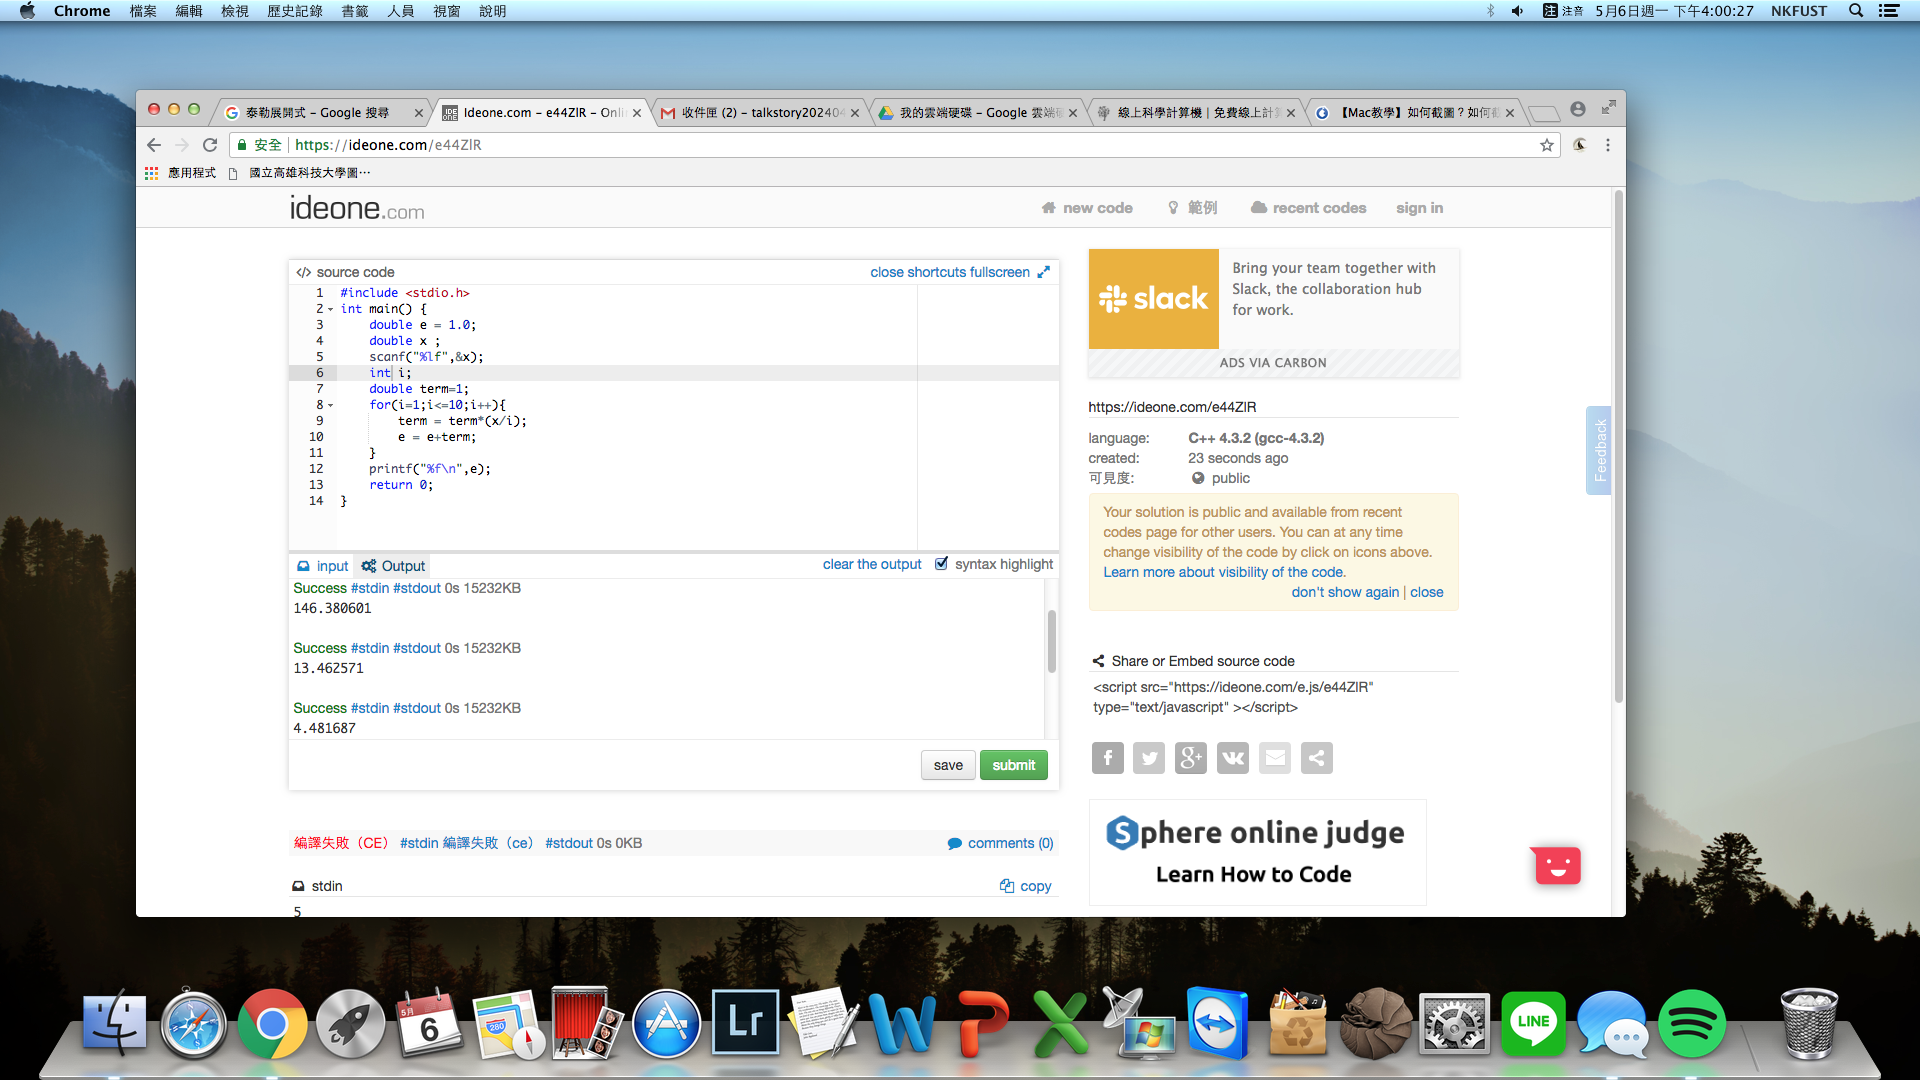 Chrome 檔案 編輯 檢視 歷史記錄 書籤 人員 視窗 說明 注 注音 5月6日週一 下午4:00:27 NKFUST
泰勒展開式 – Google 搜尋
Ideone.com – e44ZlR – Onli
收件匣 (2) – talkstory20240
我的雲端硬碟 – Google 雲端
線上科學計算機 | 免費線上計
【Mac教學】如何截圖？如何
安全 https://ideone.com/e44ZlR
應用程式 國立高雄科技大學圖…
ideone.com new code 範例 recent codes sign in
</> source code close shortcuts fullscreen
1 #include <stdio.h>
2 int main() {
3 double e = 1.0;
4 double x ;
5 scanf("%lf",&x);
6 int i;
7 double term=1;
8 for(i=1;i<=10;i++){
9 term = term*(x/i);
10 e = e+term;
11 }
12 printf("%f\n",e);
13 return 0;
14 }
input Output clear the output syntax highlight
Success #stdin #stdout 0s 15232KB
146.380601
Success #stdin #stdout 0s 15232KB
13.462571
Success #stdin #stdout 0s 15232KB
4.481687
save submit
編譯失敗（CE） #stdin 編譯失敗（ce） #stdout 0s 0KB comments (0)
stdin copy
5
slack
Bring your team together with
Slack, the collaboration hub
for work.
ADS VIA CARBON
https://ideone.com/e44ZlR
language: C++ 4.3.2 (gcc-4.3.2)
created: 23 seconds ago
可見度: public
Your solution is public and available from recent
codes page for other users. You can at any time
change visibility of the code by click on icons above.
Learn more about visibility of the code.
don't show again | close
Share or Embed source code
<script src="https://ideone.com/e.js/e44ZlR"
type="text/javascript" ></script>
Sphere online judge
Learn How to Code
Feedback
5月
6
280
Lr
LINE